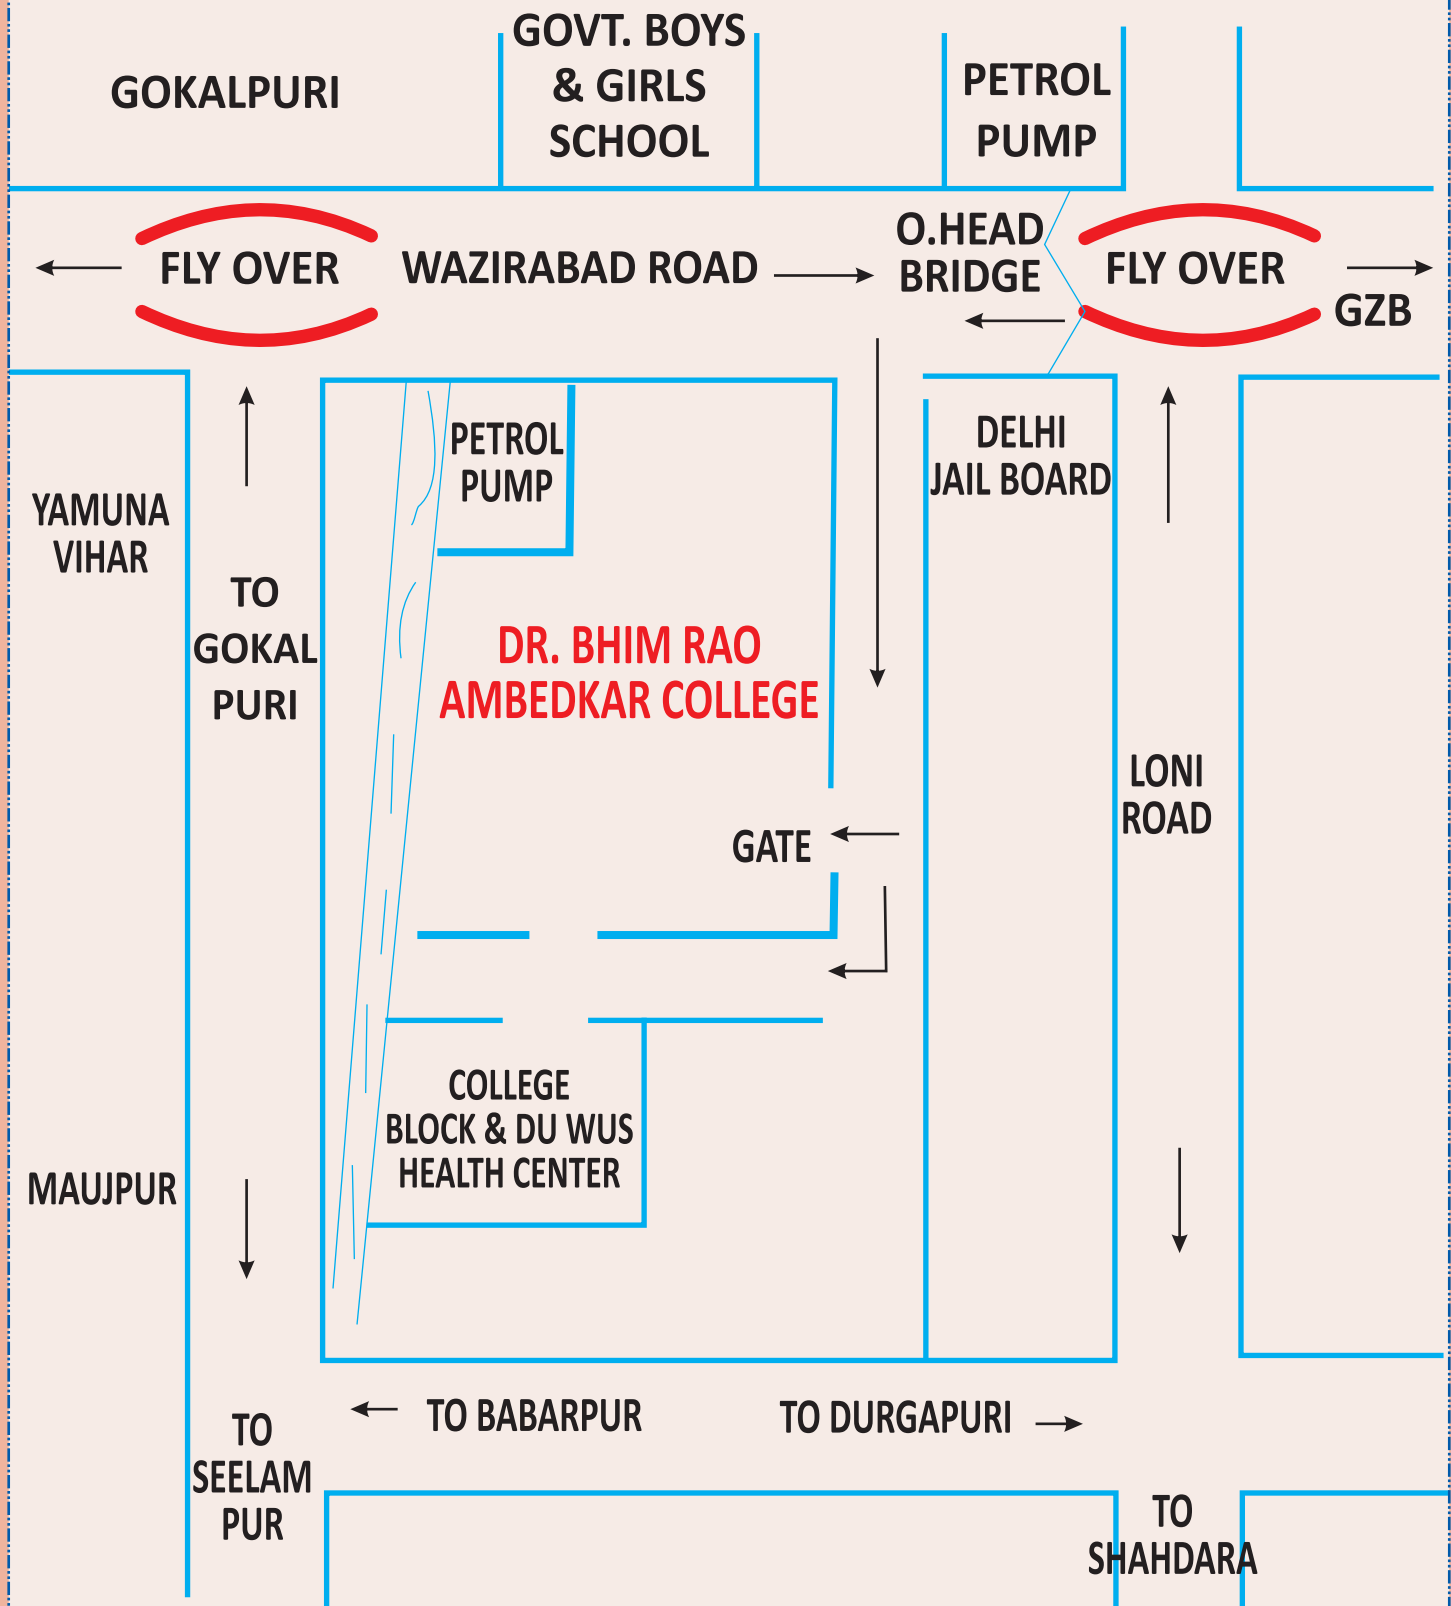 GOKALPURI
GOVT. BOYS
& GIRLS
SCHOOL
PETROL
PUMP
FLY OVER
WAZIRABAD ROAD
O.HEAD
BRIDGE
FLY OVER
GZB
YAMUNA
VIHAR
TO
GOKAL
PURI
PETROL
PUMP
DELHI
JAIL BOARD
DR. BHIM RAO
AMBEDKAR COLLEGE
LONI
ROAD
GATE
COLLEGE
BLOCK & DU WUS
HEALTH CENTER
MAUJPUR
TO BABARPUR
TO DURGAPURI
TO
SEELAM
PUR
TO
SHAHDARA